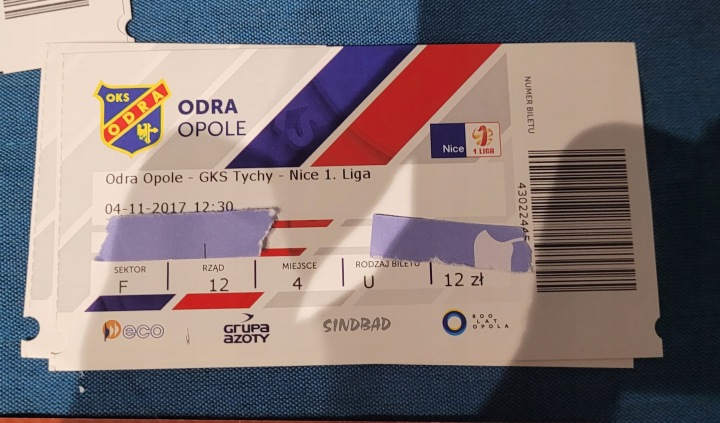 OKS
ODRA
ODRA
OPOLE
Nice 1 LIGA
Odra Opole - GKS Tychy - Nice 1. Liga
04-11-2017 12:30
SEKTOR RZĄD MIEJSCE RODZAJ BILETU
F 12 4 U 12 zł
eco
GRUPA
AZOTY
SINDBAD
800
LAT
OPOLA
NUMER BILETU